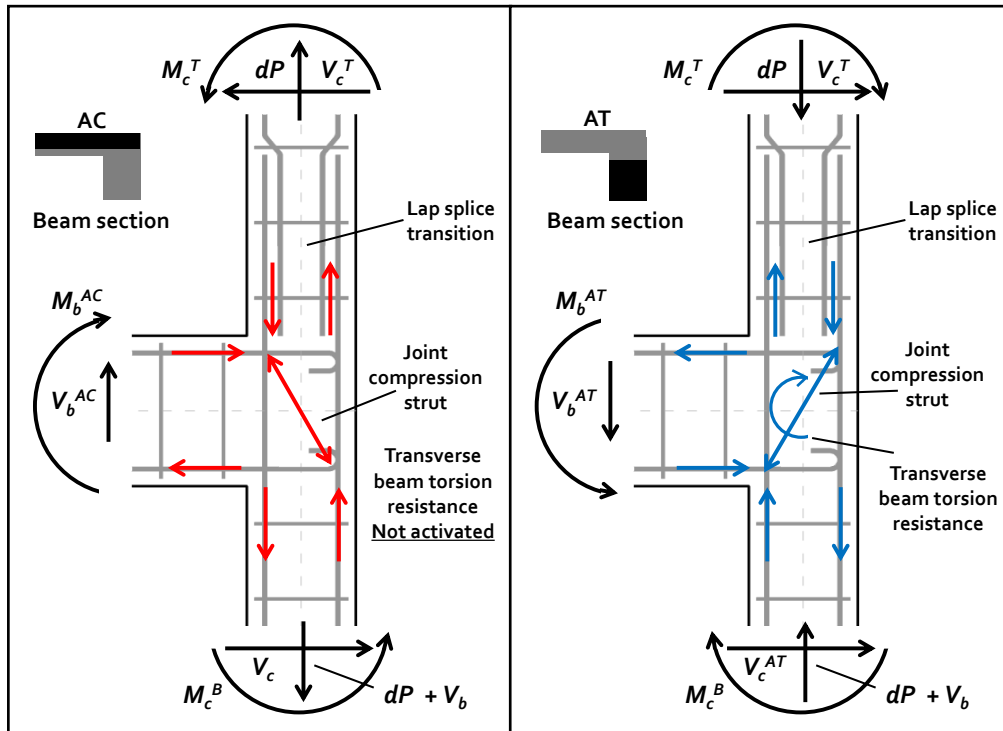 M_c^T
dP
V_c^T
AC
Beam section
Lap splice
transition
M_b^AC
V_b^AC
Joint
compression
strut
Transverse
beam torsion
resistance
Not activated
V_c
M_c^B
dP + V_b
M_c^T
dP
V_c^T
AT
Beam section
Lap splice
transition
M_b^AT
V_b^AT
Joint
compression
strut
Transverse
beam torsion
resistance
V_c^AT
M_c^B
dP + V_b